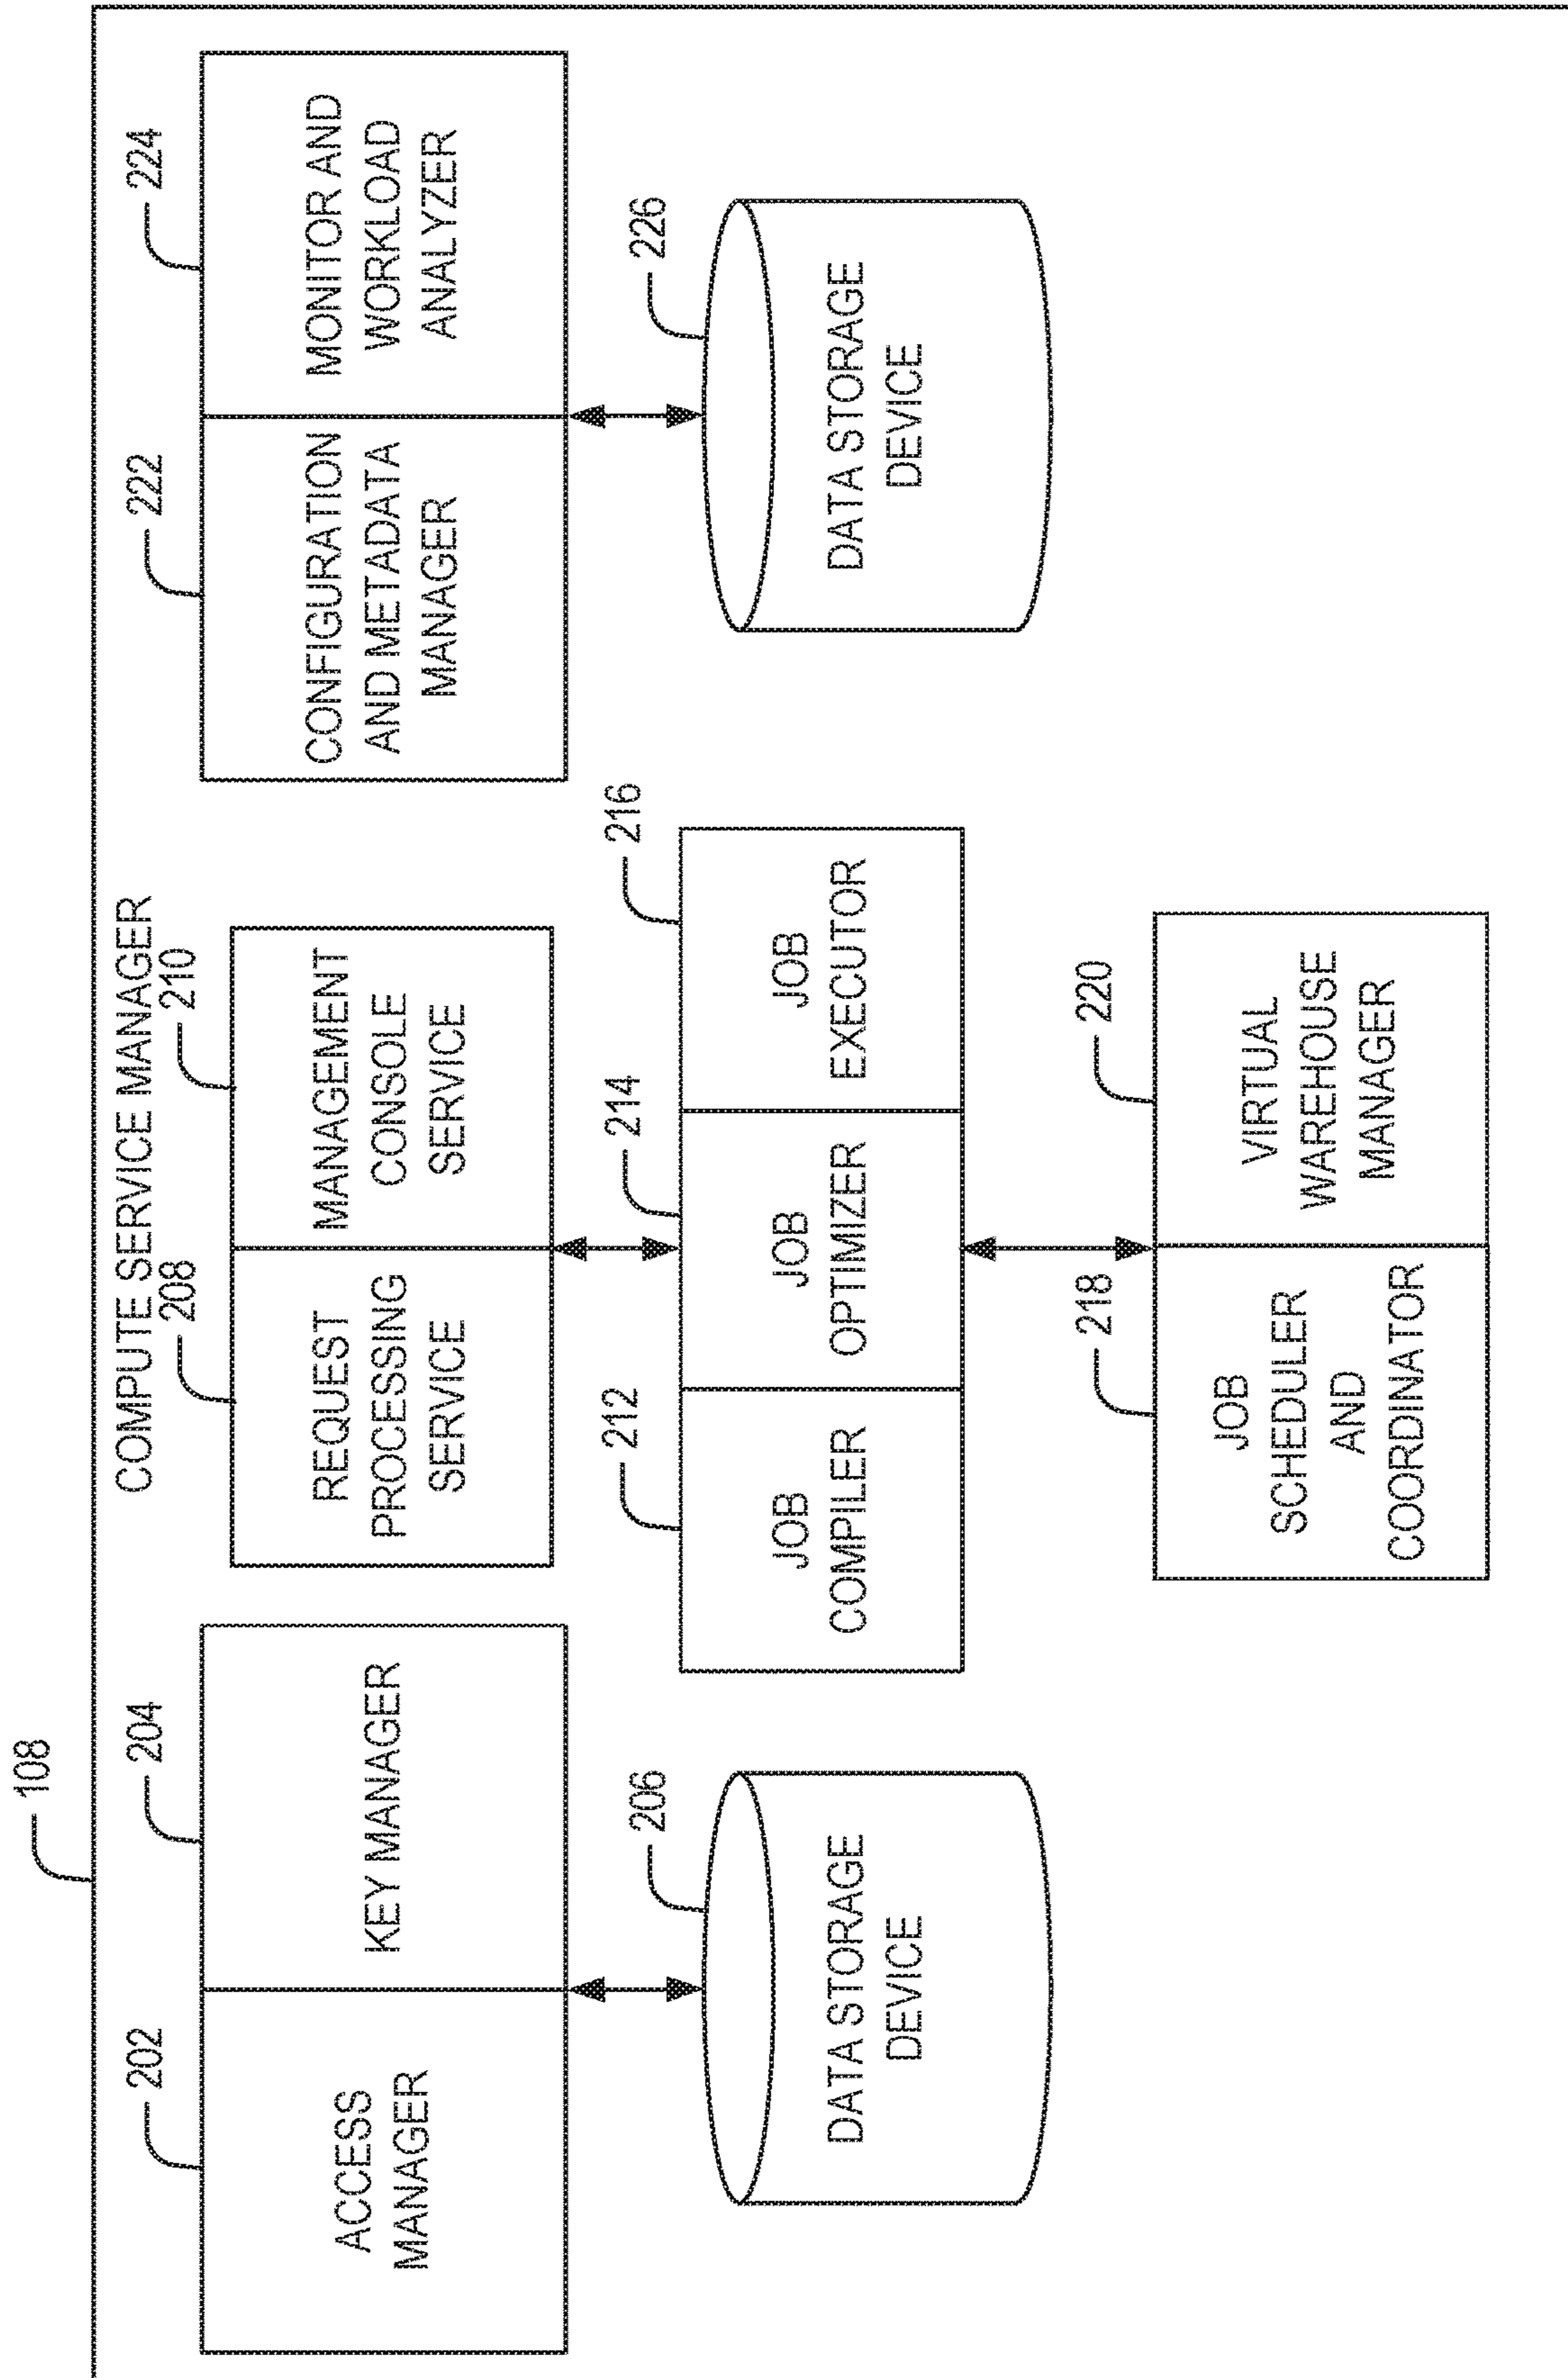 108
COMPUTE SERVICE MANAGER
202
ACCESS
MANAGER
204
KEY MANAGER
206
DATA STORAGE
DEVICE
208
REQUEST
PROCESSING
SERVICE
210
MANAGEMENT
CONSOLE
SERVICE
212
JOB
COMPILER
214
JOB
OPTIMIZER
216
JOB
EXECUTOR
218
JOB
SCHEDULER
AND
COORDINATOR
220
VIRTUAL
WAREHOUSE
MANAGER
222
CONFIGURATION
AND METADATA
MANAGER
224
MONITOR AND
WORKLOAD
ANALYZER
226
DATA STORAGE
DEVICE